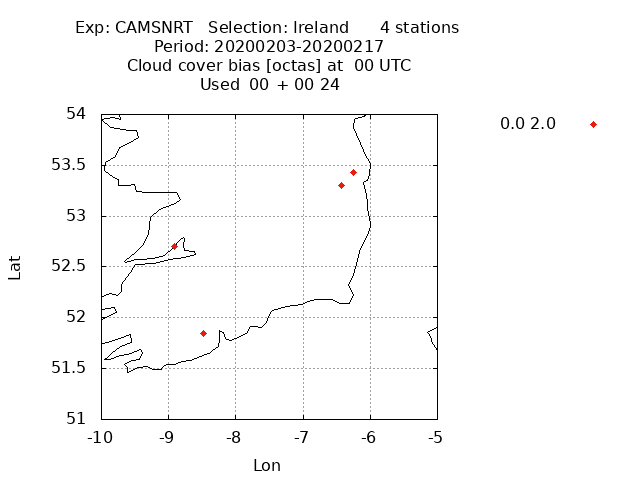 Exp: CAMSNRT   Selection: Ireland      4 stations
Period: 20200203-20200217
Cloud cover bias [octas] at  00 UTC
Used  00 + 00 24
0.0 2.0
54
53.5
53
52.5
52
51.5
51
Lat
-10 -9 -8 -7 -6 -5
Lon